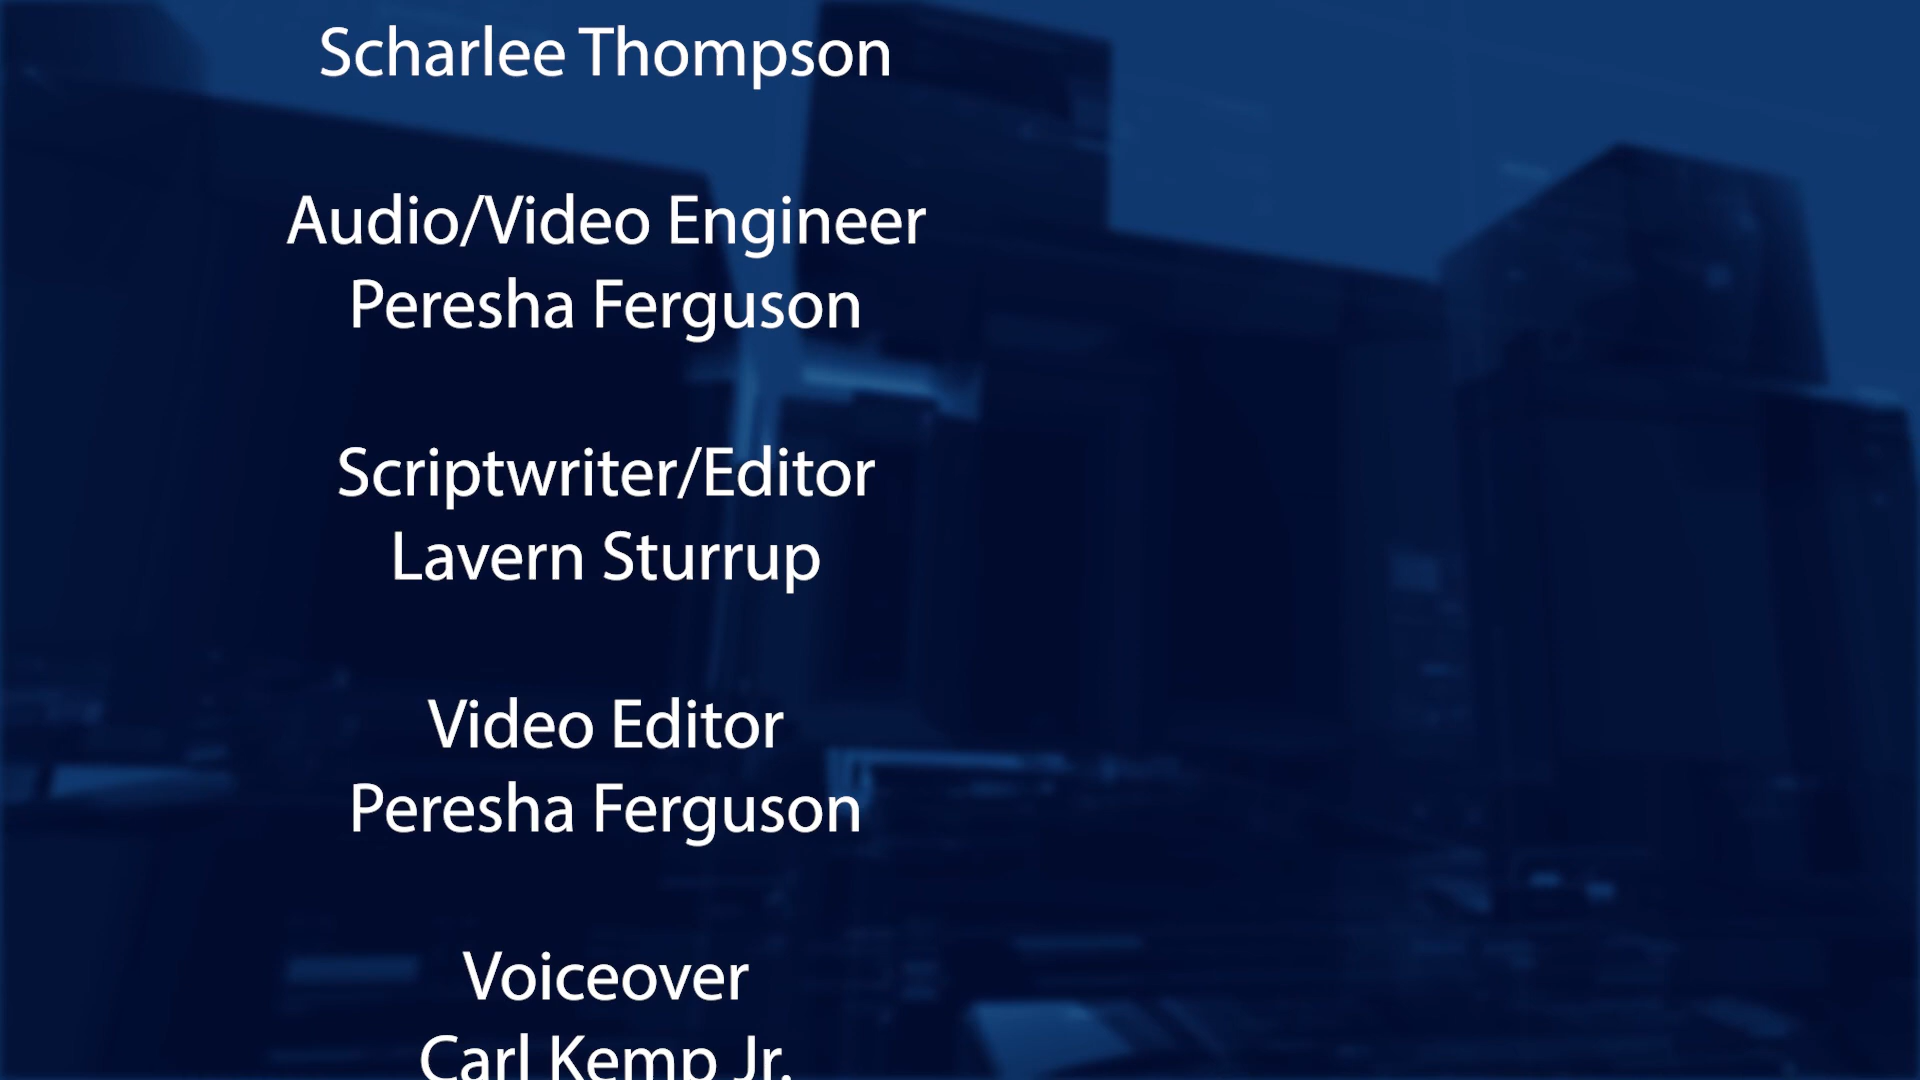 Scharlee Thompson
Audio/Video Engineer
Peresha Ferguson
Scriptwriter/Editor
Lavern Sturrup
Video Editor
Peresha Ferguson
Voiceover
Carl Kemp Jr.